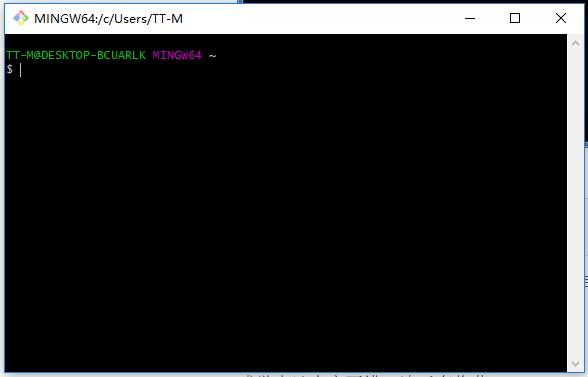 MINGW64:/c/Users/TT-M
TT-M@DESKTOP-BCUARLK MINGW64 ~
$